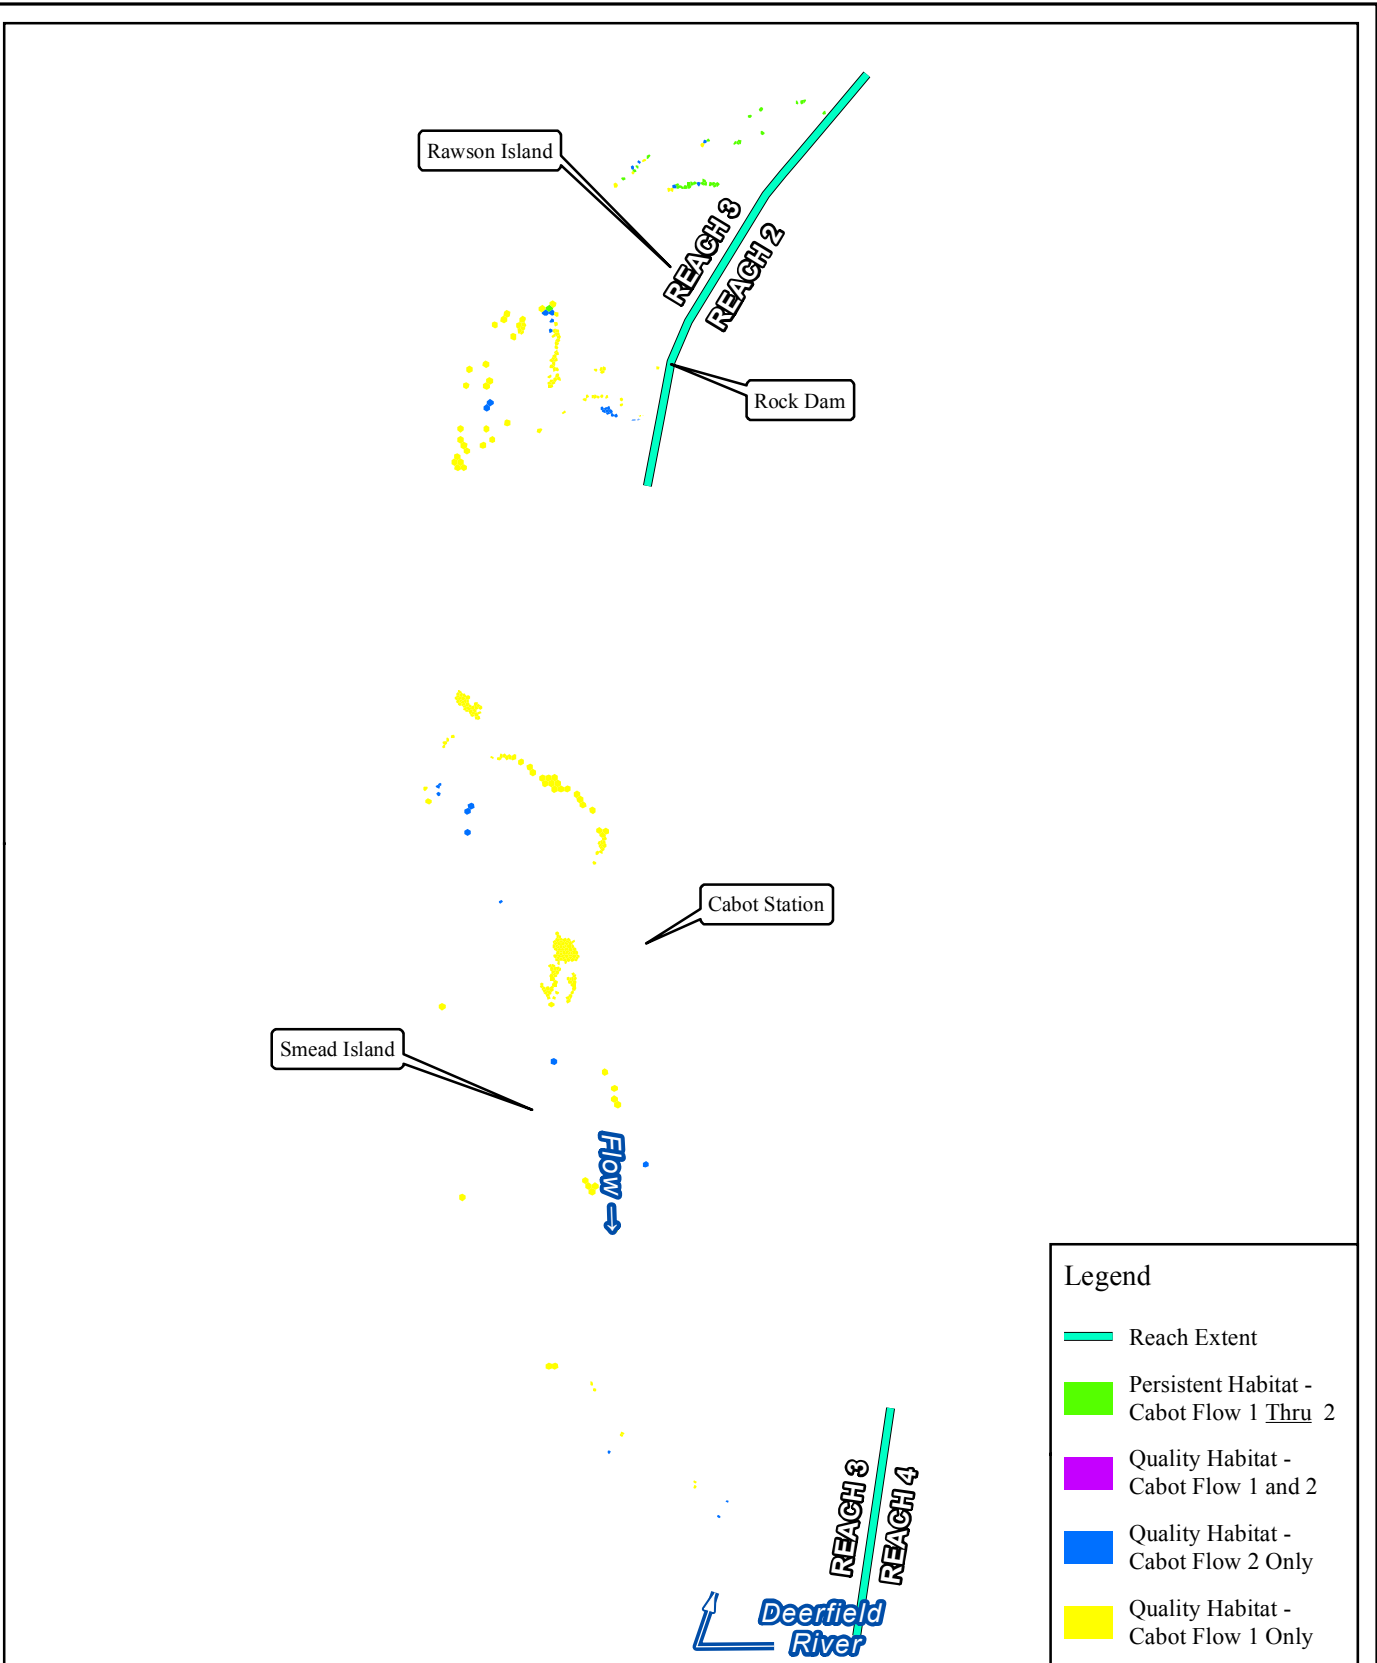 Rawson Island
REACH 3
REACH 2
Rock Dam
Cabot Station
Smead Island
Flow →
REACH 3
REACH 4
Deerfield
River
Legend
Reach Extent
Persistent Habitat -
Cabot Flow 1 Thru 2
Quality Habitat -
Cabot Flow 1 and 2
Quality Habitat -
Cabot Flow 2 Only
Quality Habitat -
Cabot Flow 1 Only